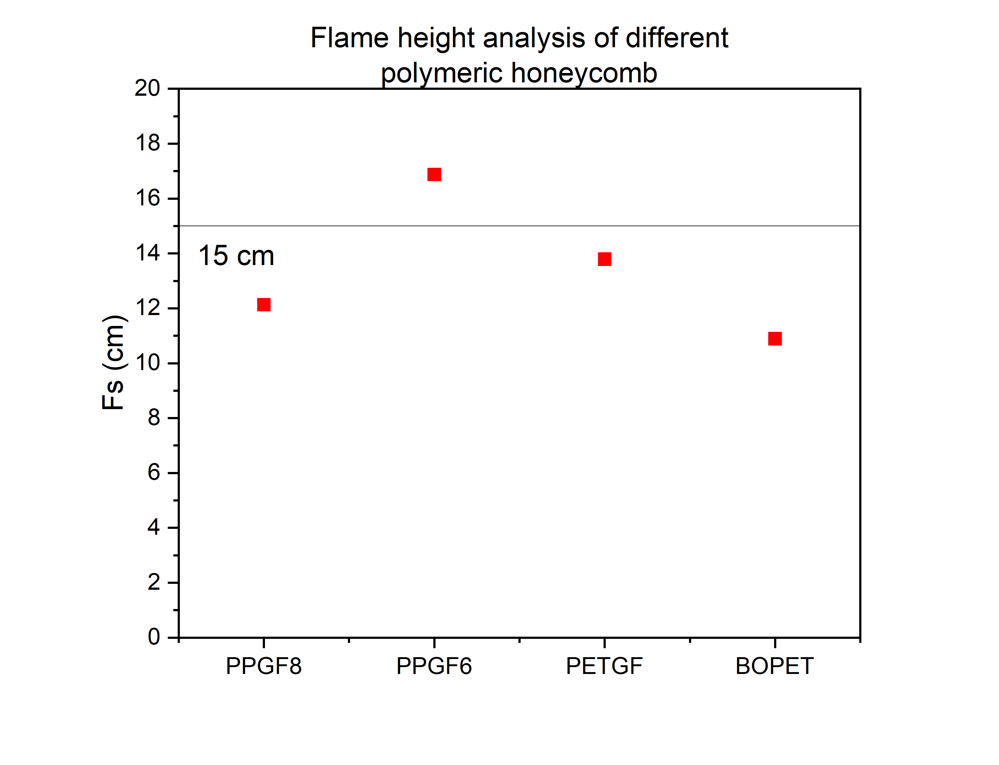 Flame height analysis of different
polymeric honeycomb
20
18
16
14
12
10
8
6
4
2
0
Fs (cm)
15 cm
PPGF8 PPGF6 PETGF BOPET